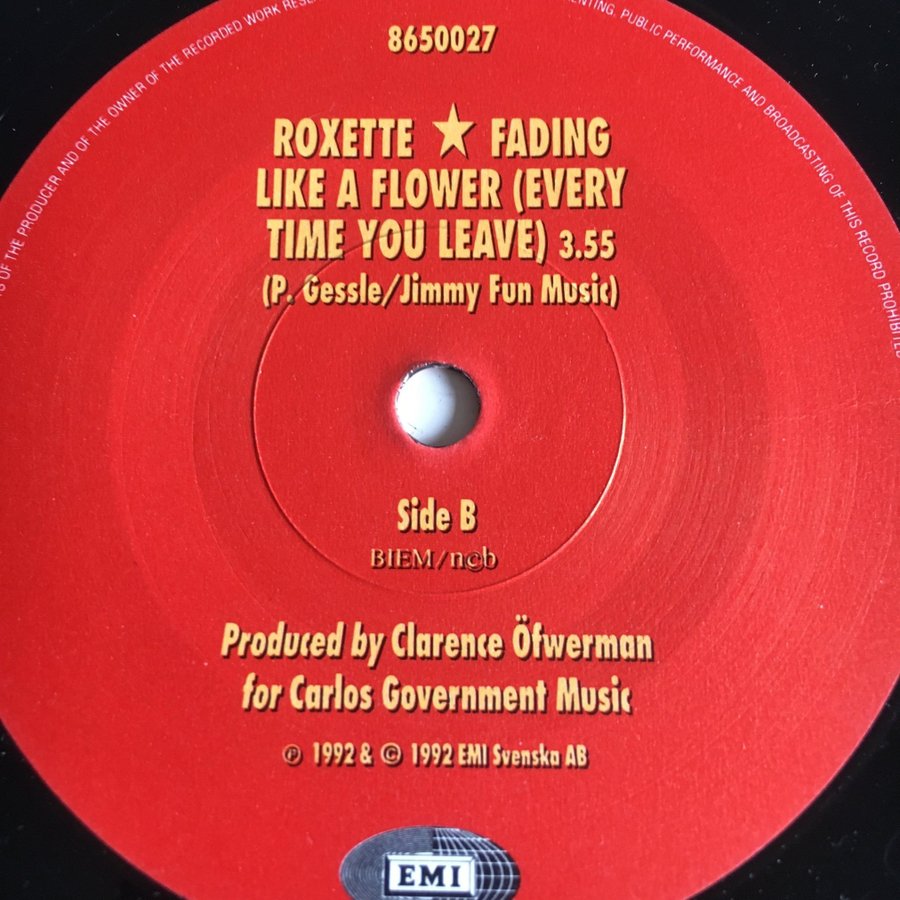 8650027
ROXETTE ★ FADING
LIKE A FLOWER (EVERY
TIME YOU LEAVE) 3.55
(P. Gessle/Jimmy Fun Music)
Side B
BIEM/n©b
Produced by Clarence Öfwerman
for Carlos Government Music
℗ 1992 & © 1992 EMI Svenska AB
EMI
OF THE PRODUCER AND OF THE OWNER OF THE RECORDED WORK
PUBLIC PERFORMANCE AND BROADCASTING OF THIS RECORD PROHIBITED